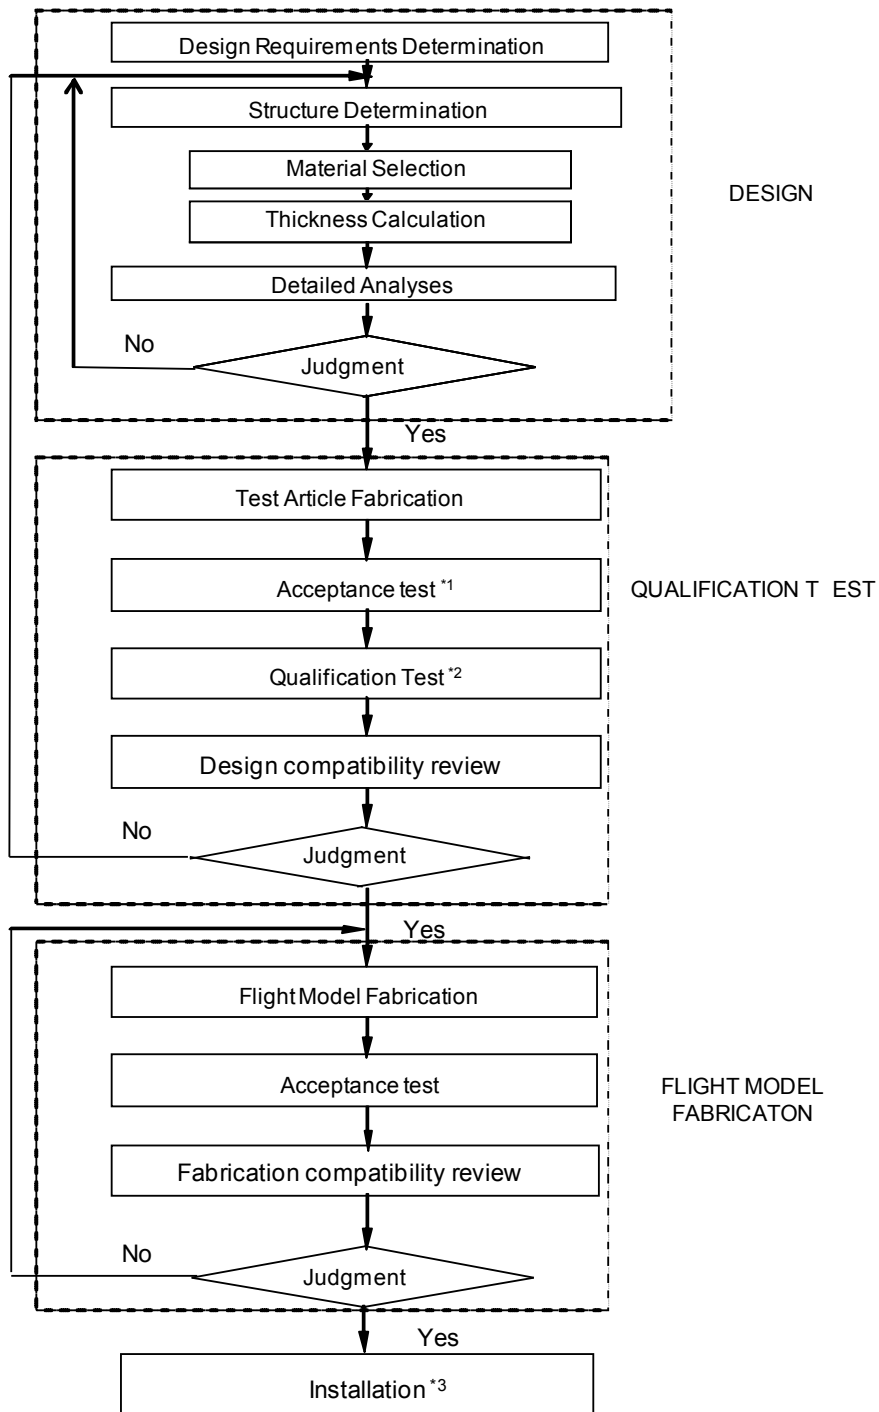 Design Requirements Determination
Structure Determination
Material Selection
DESIGN
Thickness Calculation
Detailed Analyses
No
Judgment
Yes
Test Article Fabrication
Acceptance test *1
QUALIFICATION T EST
Qualification Test *2
Design compatibility review
No
Judgment
Yes
Flight Model Fabrication
Acceptance test
FLIGHT MODEL
FABRICATON
Fabrication compatibility review
No
Judgment
Yes
Installation *3